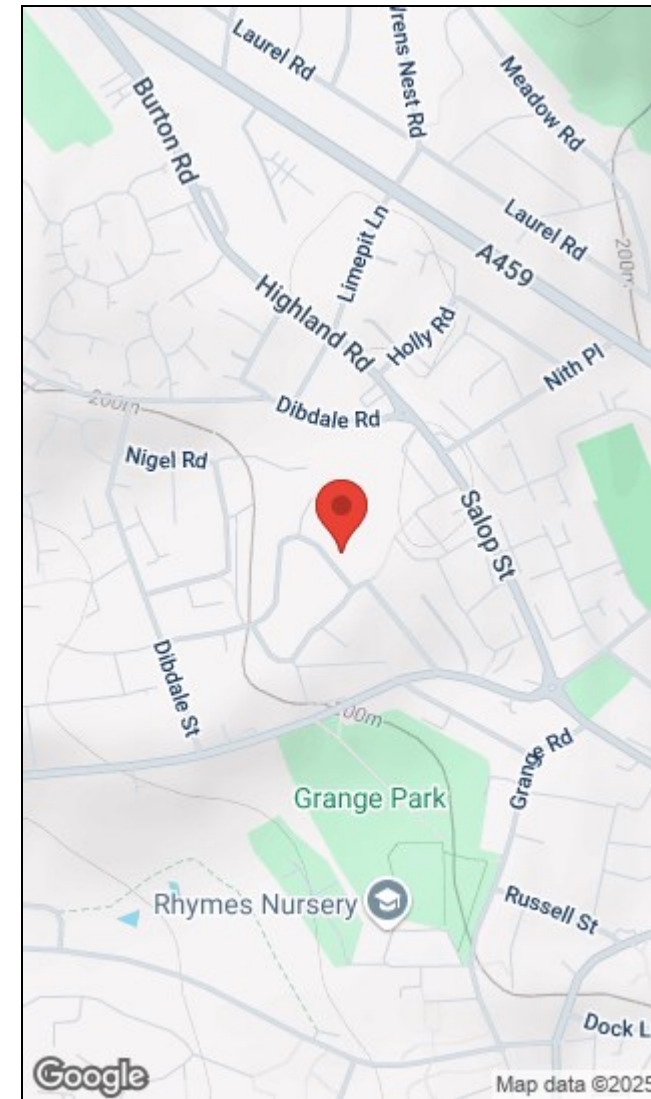 Laurel Rd
Wrens Nest Rd
Meadow Rd
Burton Rd
Limepit Ln
Laurel Rd
200m
A459
Highland Rd
Holly Rd
Nith Pl
200m
Dibdale Rd
Nigel Rd
Salop St
Dibdale St
200m
Grange Rd
Grange Park
Rhymes Nursery
Russell St
Dock L
Google
Map data ©2025